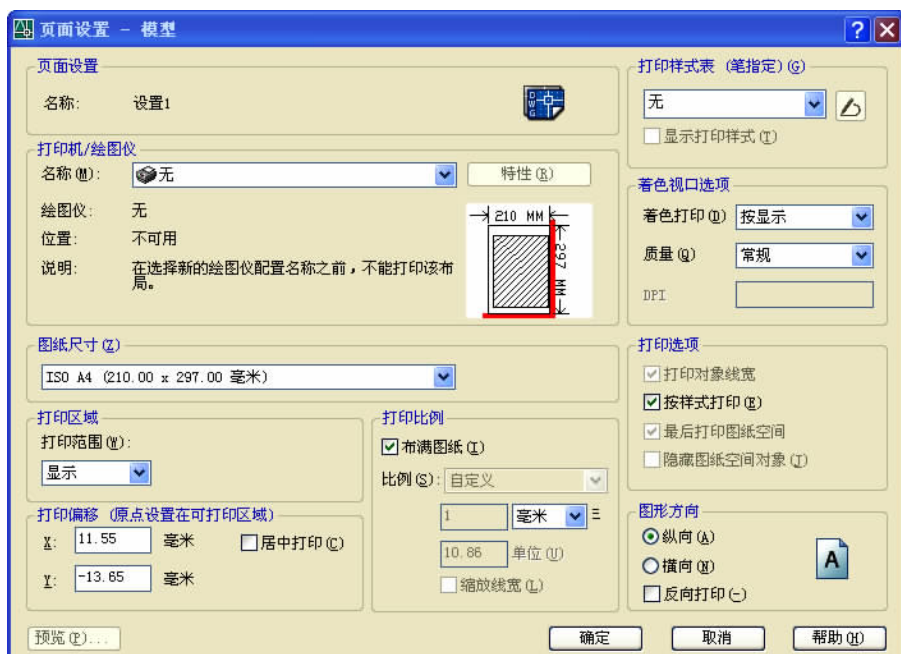 页面设置 - 模型
页面设置
名称: 设置1
DWG
打印机/绘图仪
名称(M): 无 特性(R)
绘图仪: 无
位置: 不可用
说明: 在选择新的绘图仪配置名称之前，不能打印该布
局。
210 MM
297 MM
图纸尺寸(Z)
ISO A4 (210.00 x 297.00 毫米)
打印区域
打印范围(W):
显示
打印偏移 (原点设置在可打印区域)
X: 11.55 毫米 居中打印(C)
Y: -13.65 毫米
打印比例
布满图纸(I)
比例(S): 自定义
1 毫米 =
10.86 单位(U)
缩放线宽(L)
打印样式表 (笔指定)(G)
无
显示打印样式(T)
着色视口选项
着色打印(D) 按显示
质量(Q) 常规
DPI
打印选项
打印对象线宽
按样式打印(E)
最后打印图纸空间
隐藏图纸空间对象(J)
图形方向
纵向(A)
横向(N)
反向打印(-)
A
预览(P)... 确定 取消 帮助(H)